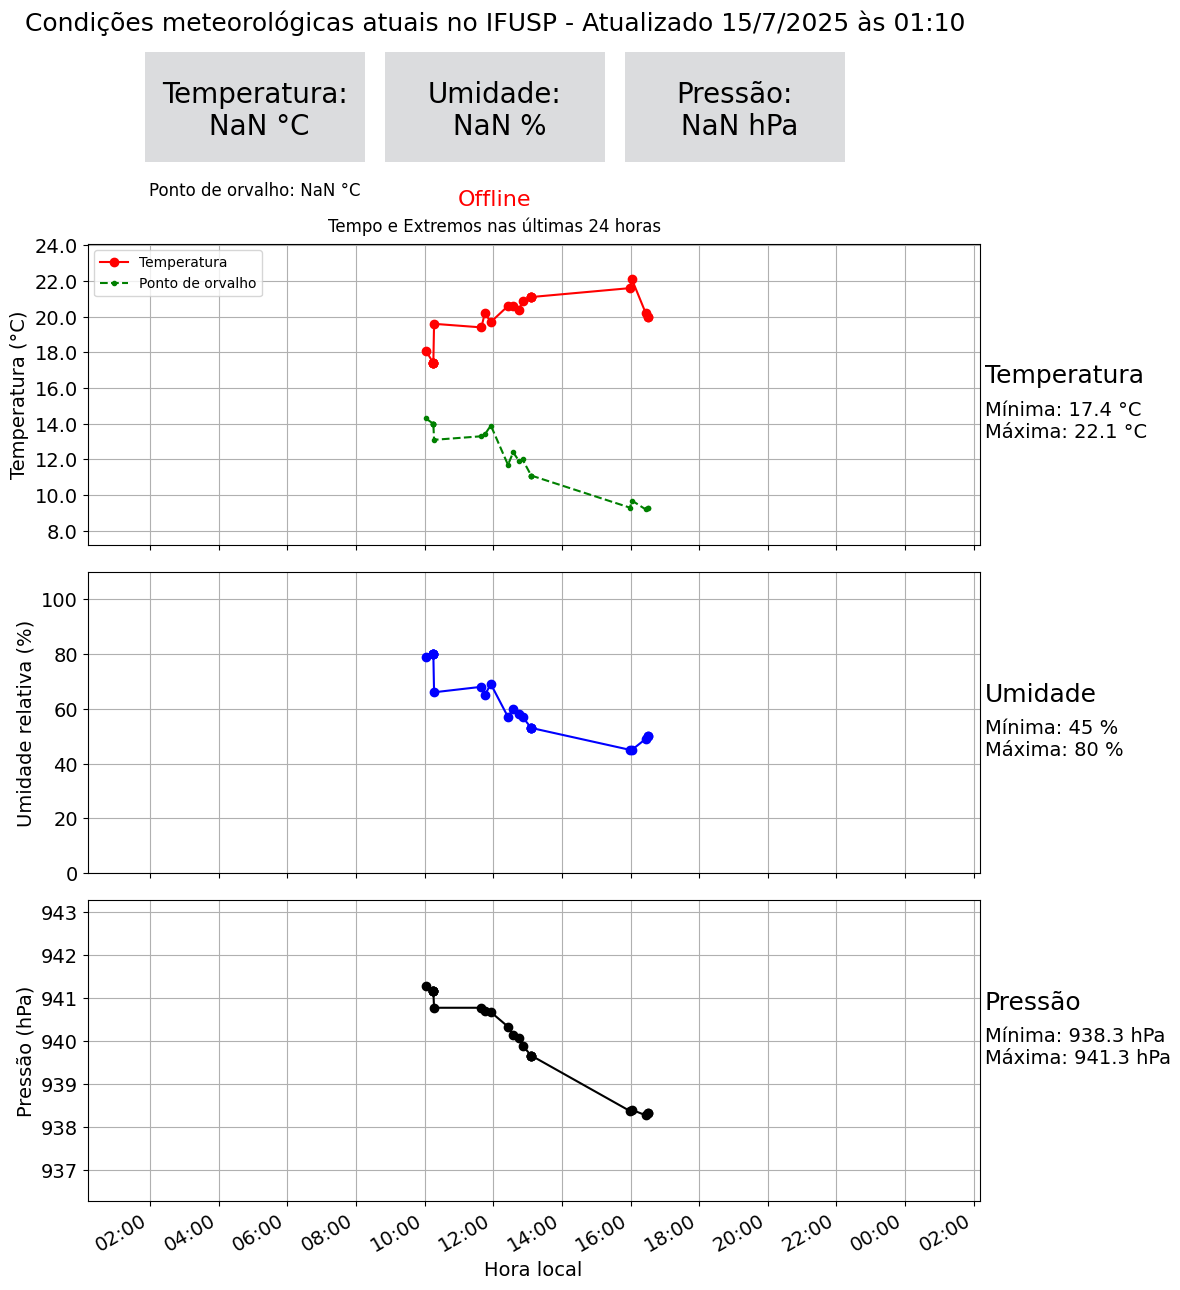 Condições meteorológicas atuais no IFUSP - Atualizado 15/7/2025 às 01:10
Temperatura:
NaN °C
Umidade:
NaN %
Pressão:
NaN hPa
Ponto de orvalho: NaN °C
Offline
Tempo e Extremos nas últimas 24 horas
Temperatura
Ponto de orvalho
Temperatura (°C)
24.0
22.0
20.0
18.0
16.0
14.0
12.0
10.0
8.0
Temperatura
Mínima: 17.4 °C
Máxima: 22.1 °C
Umidade relativa (%)
100
80
60
40
20
0
Umidade
Mínima: 45 %
Máxima: 80 %
Pressão (hPa)
943
942
941
940
939
938
937
Pressão
Mínima: 938.3 hPa
Máxima: 941.3 hPa
02:00 04:00 06:00 08:00 10:00 12:00 14:00 16:00 18:00 20:00 22:00 00:00 02:00
Hora local